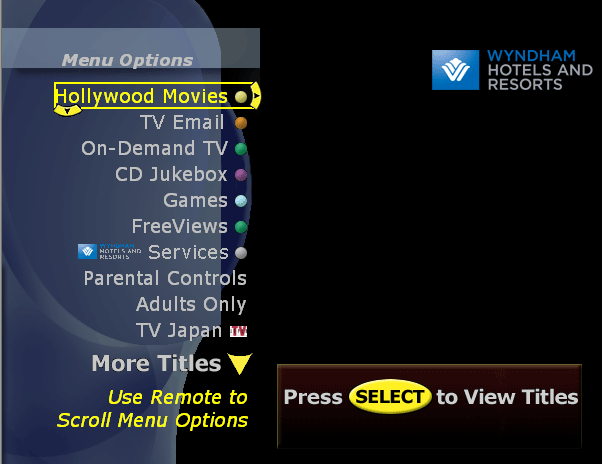 Menu Options
WYNDHAM
HOTELS AND
RESORTS
Hollywood Movies
TV Email
On-Demand TV
CD Jukebox
Games
FreeViews
WYNDHAM
HOTELS AND
RESORTS
Services
Parental Controls
Adults Only
TV Japan TV
More Titles
Use Remote to
Scroll Menu Options
Press SELECT to View Titles